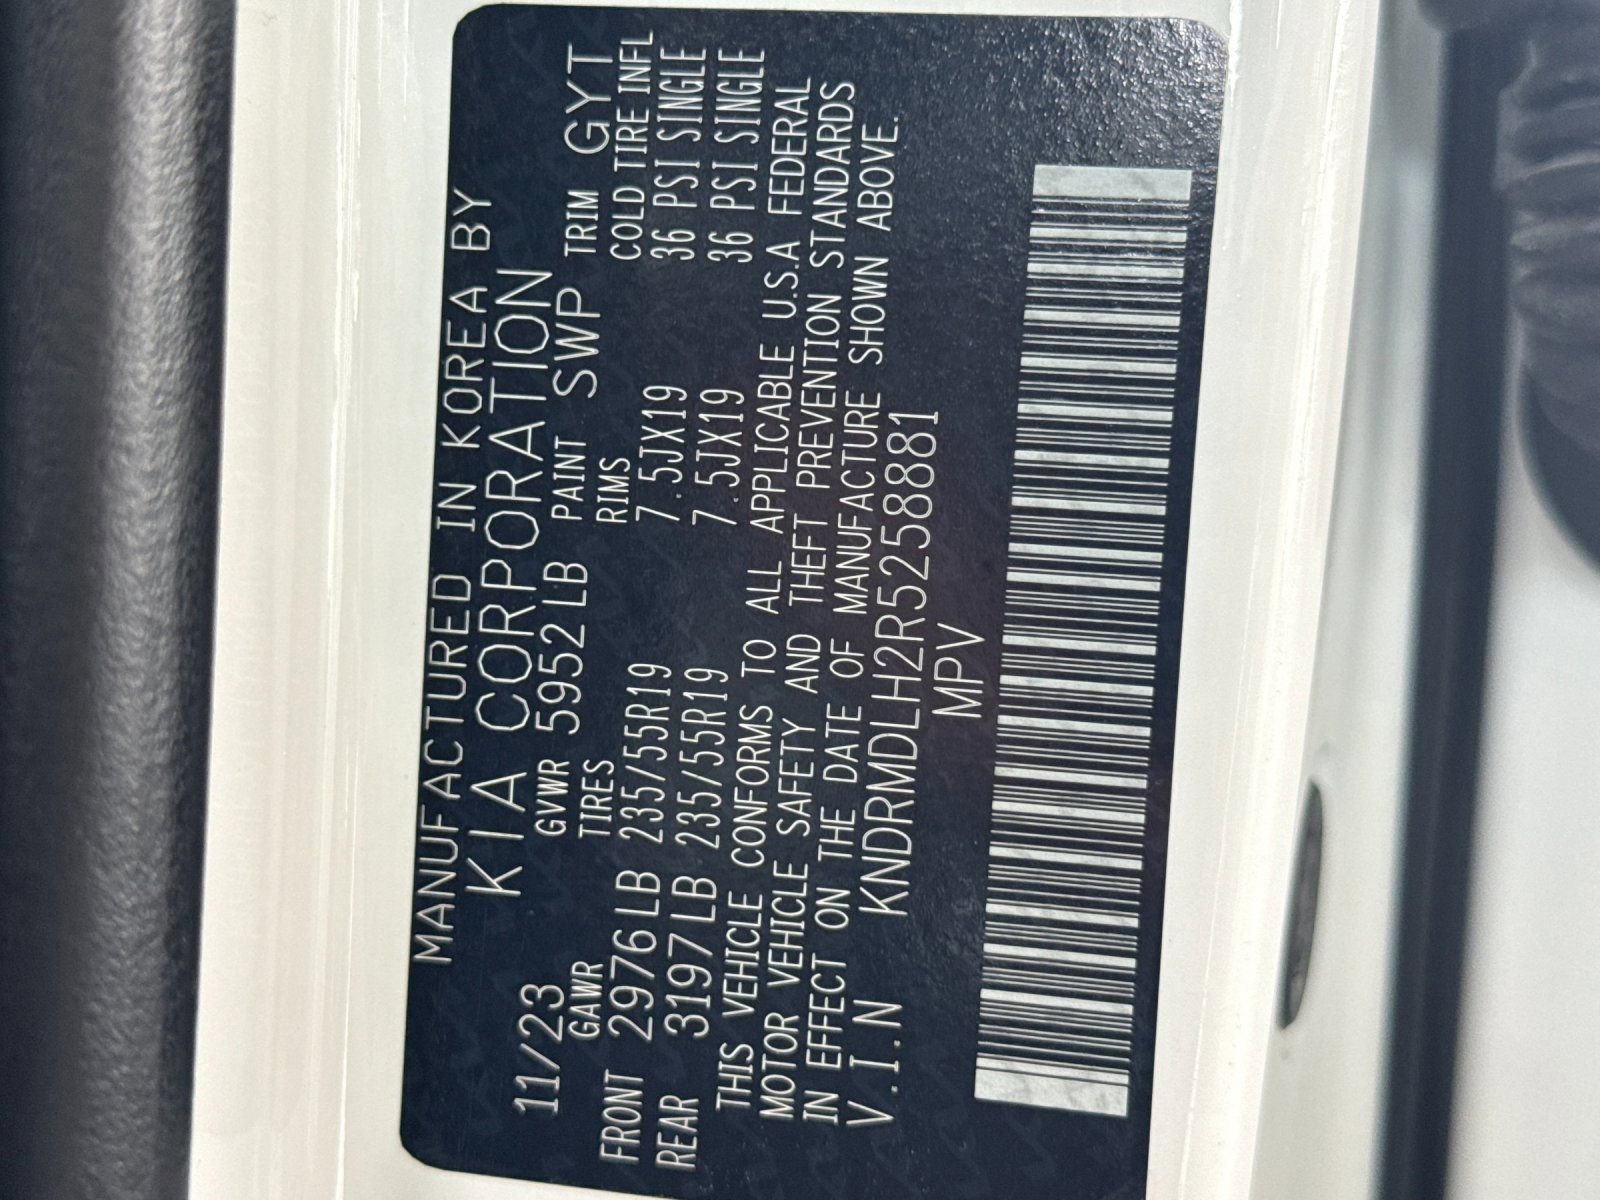 MANUFACTURED IN KOREA BY
KIA CORPORATION
11/23 GVWR 5952 LB PAINT SWP TRIM GYT
GAWR TIRES RIMS COLD TIRE INFL
FRONT 2976 LB 235/55R19 7.5JX19 36 PSI SINGLE
REAR 3197 LB 235/55R19 7.5JX19 36 PSI SINGLE
THIS VEHICLE CONFORMS TO ALL APPLICABLE U.S.A FEDERAL
MOTOR VEHICLE SAFETY AND THEFT PREVENTION STANDARDS
IN EFFECT ON THE DATE OF MANUFACTURE SHOWN ABOVE.
V.I.N KNDRMDLH2R5258881
MPV